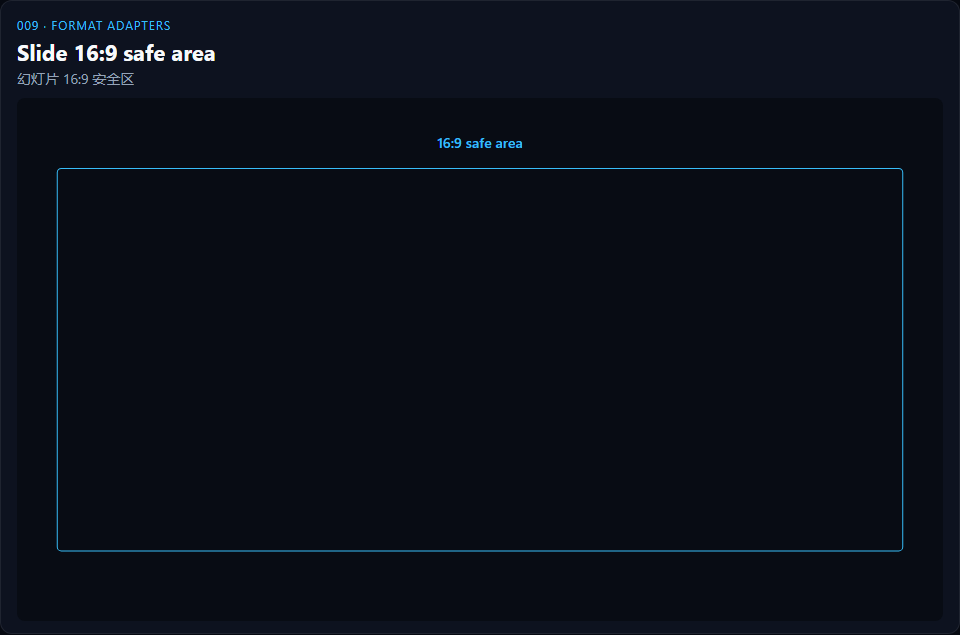 009 · FORMAT ADAPTERS
Slide 16:9 safe area
幻灯片 16:9 安全区
16:9 safe area